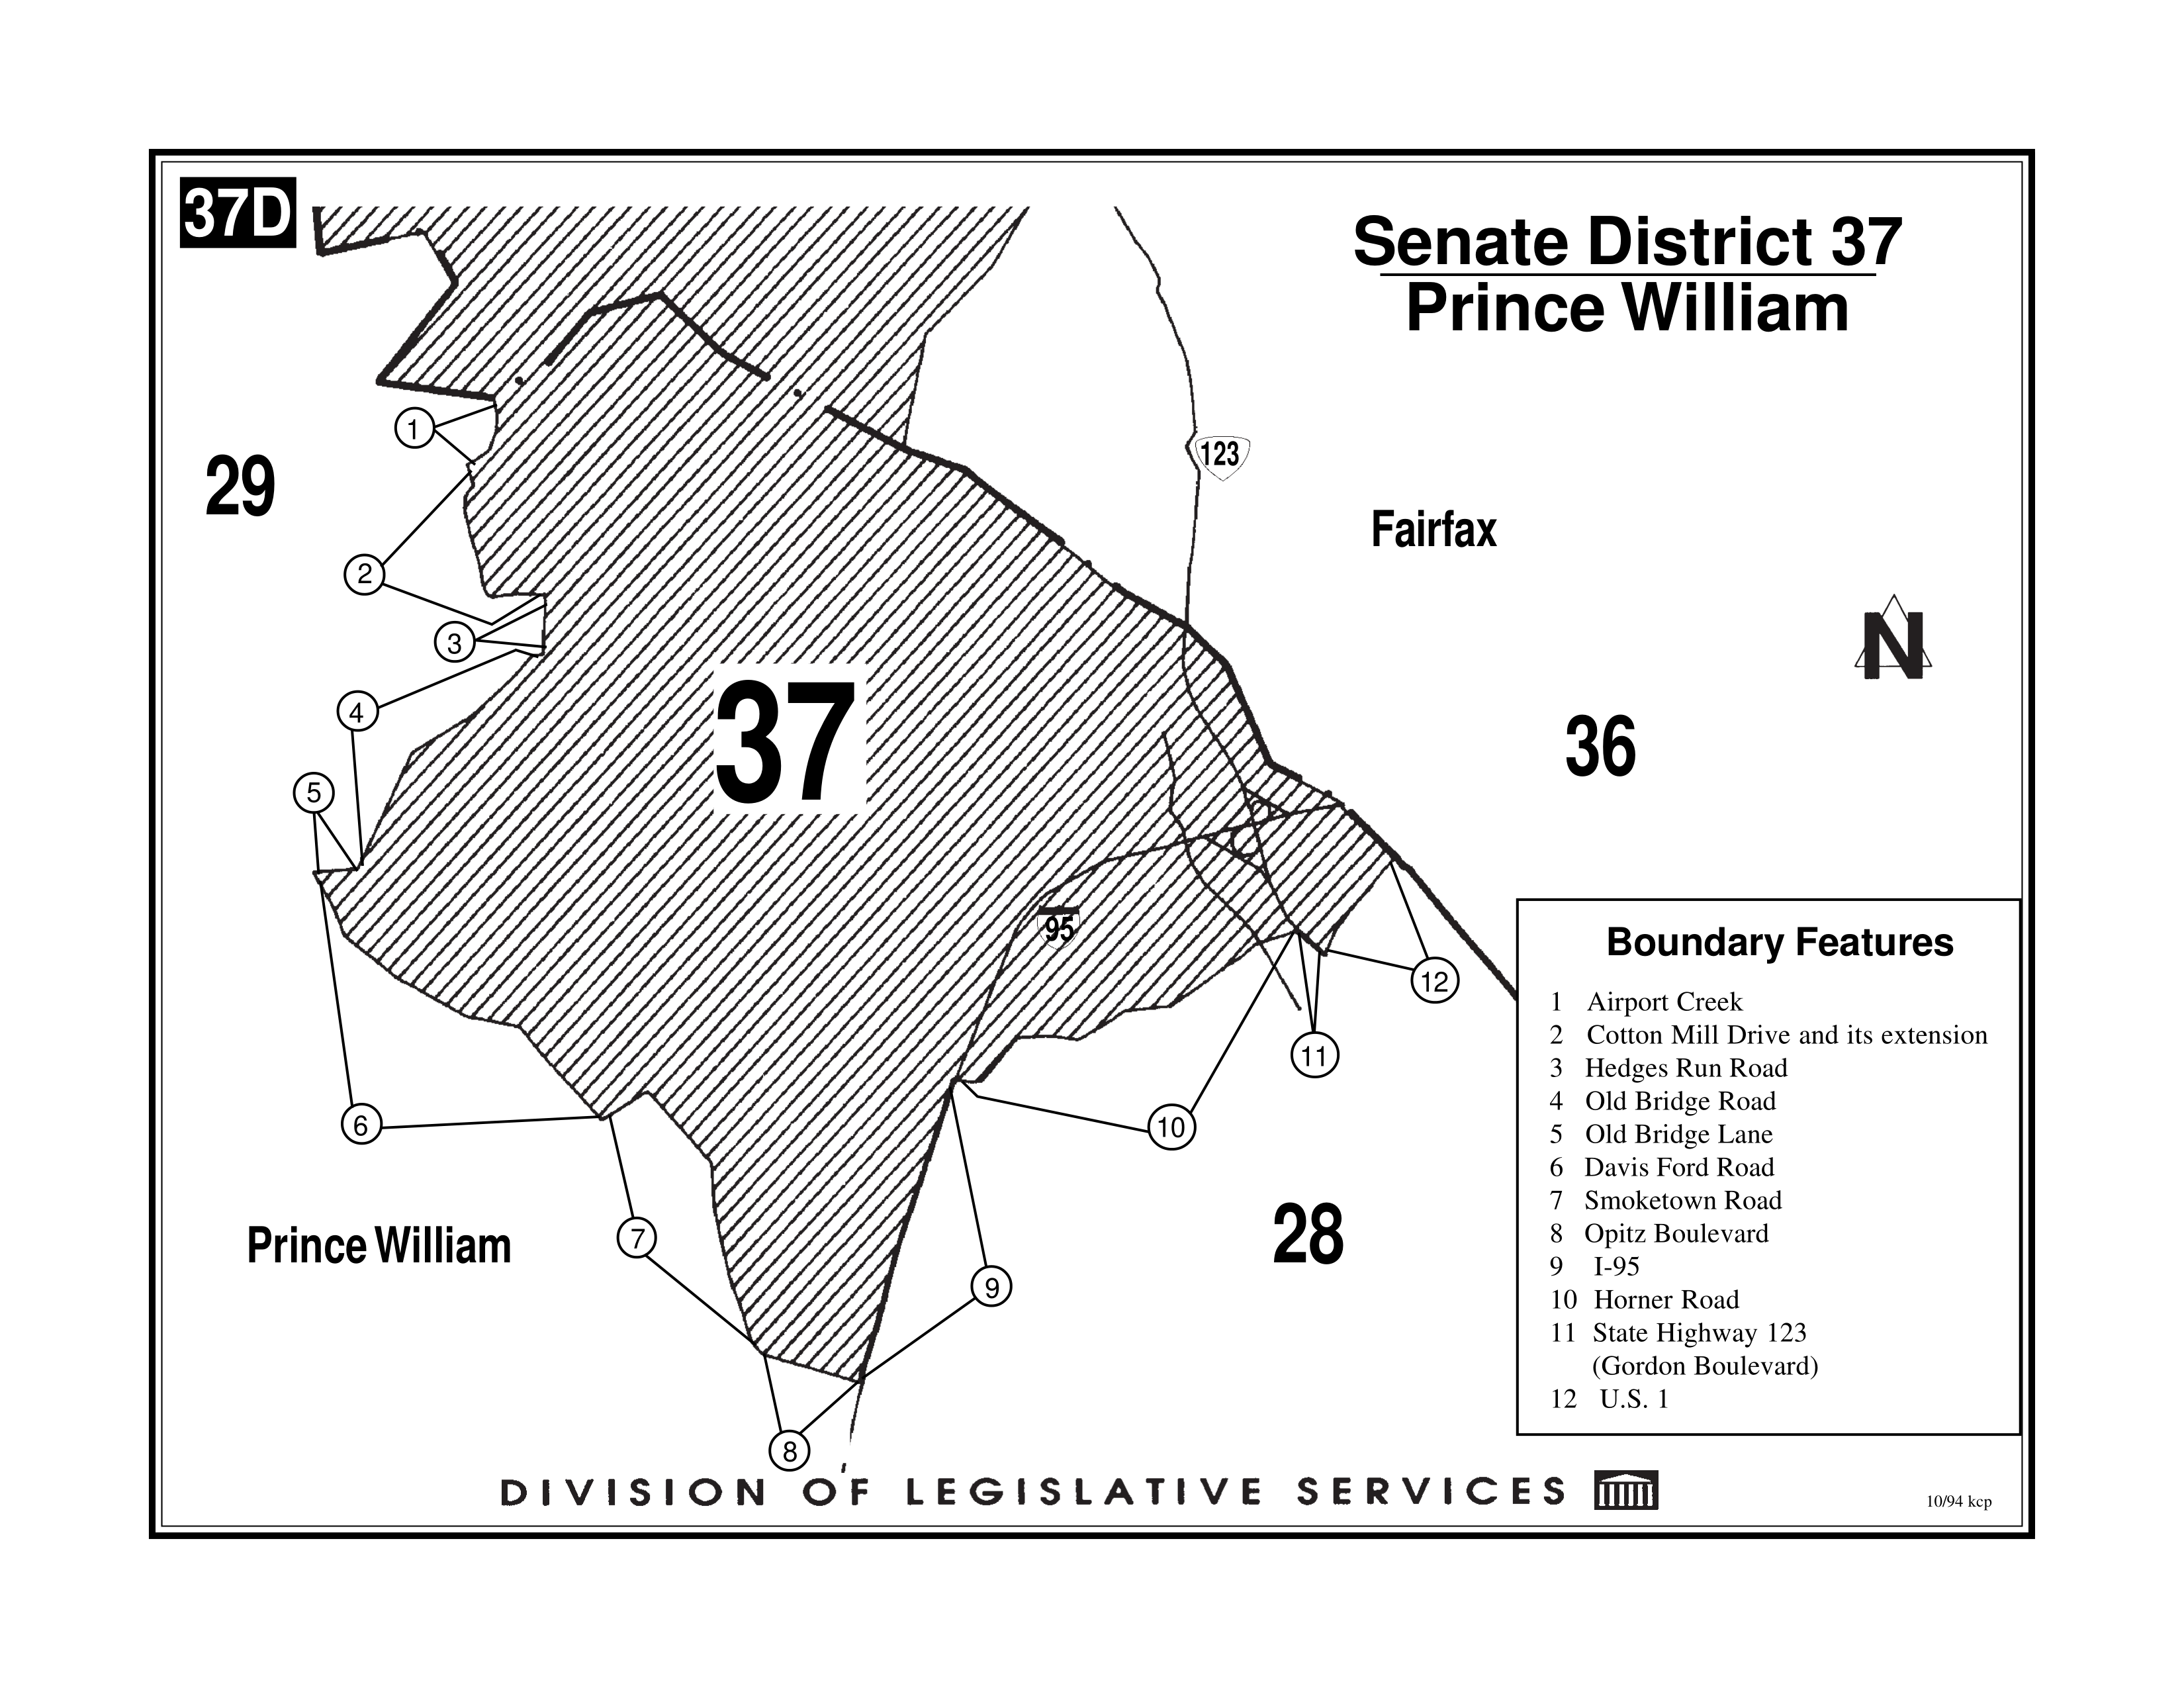 37D
Senate District 37
Prince William
123
29
1
Fairfax
2
3
37
4
36
5
95
Boundary Features
12
1 Airport Creek
2 Cotton Mill Drive and its extension
11
3 Hedges Run Road
4 Old Bridge Road
6
10
5 Old Bridge Lane
6 Davis Ford Road
7 Smoketown Road
Prince William
7
28
8 Opitz Boulevard
9
9 I-95
10 Horner Road
11 State Highway 123
(Gordon Boulevard)
12 U.S. 1
8
DIVISION OF LEGISLATIVE SERVICES
10/94 kcp
N